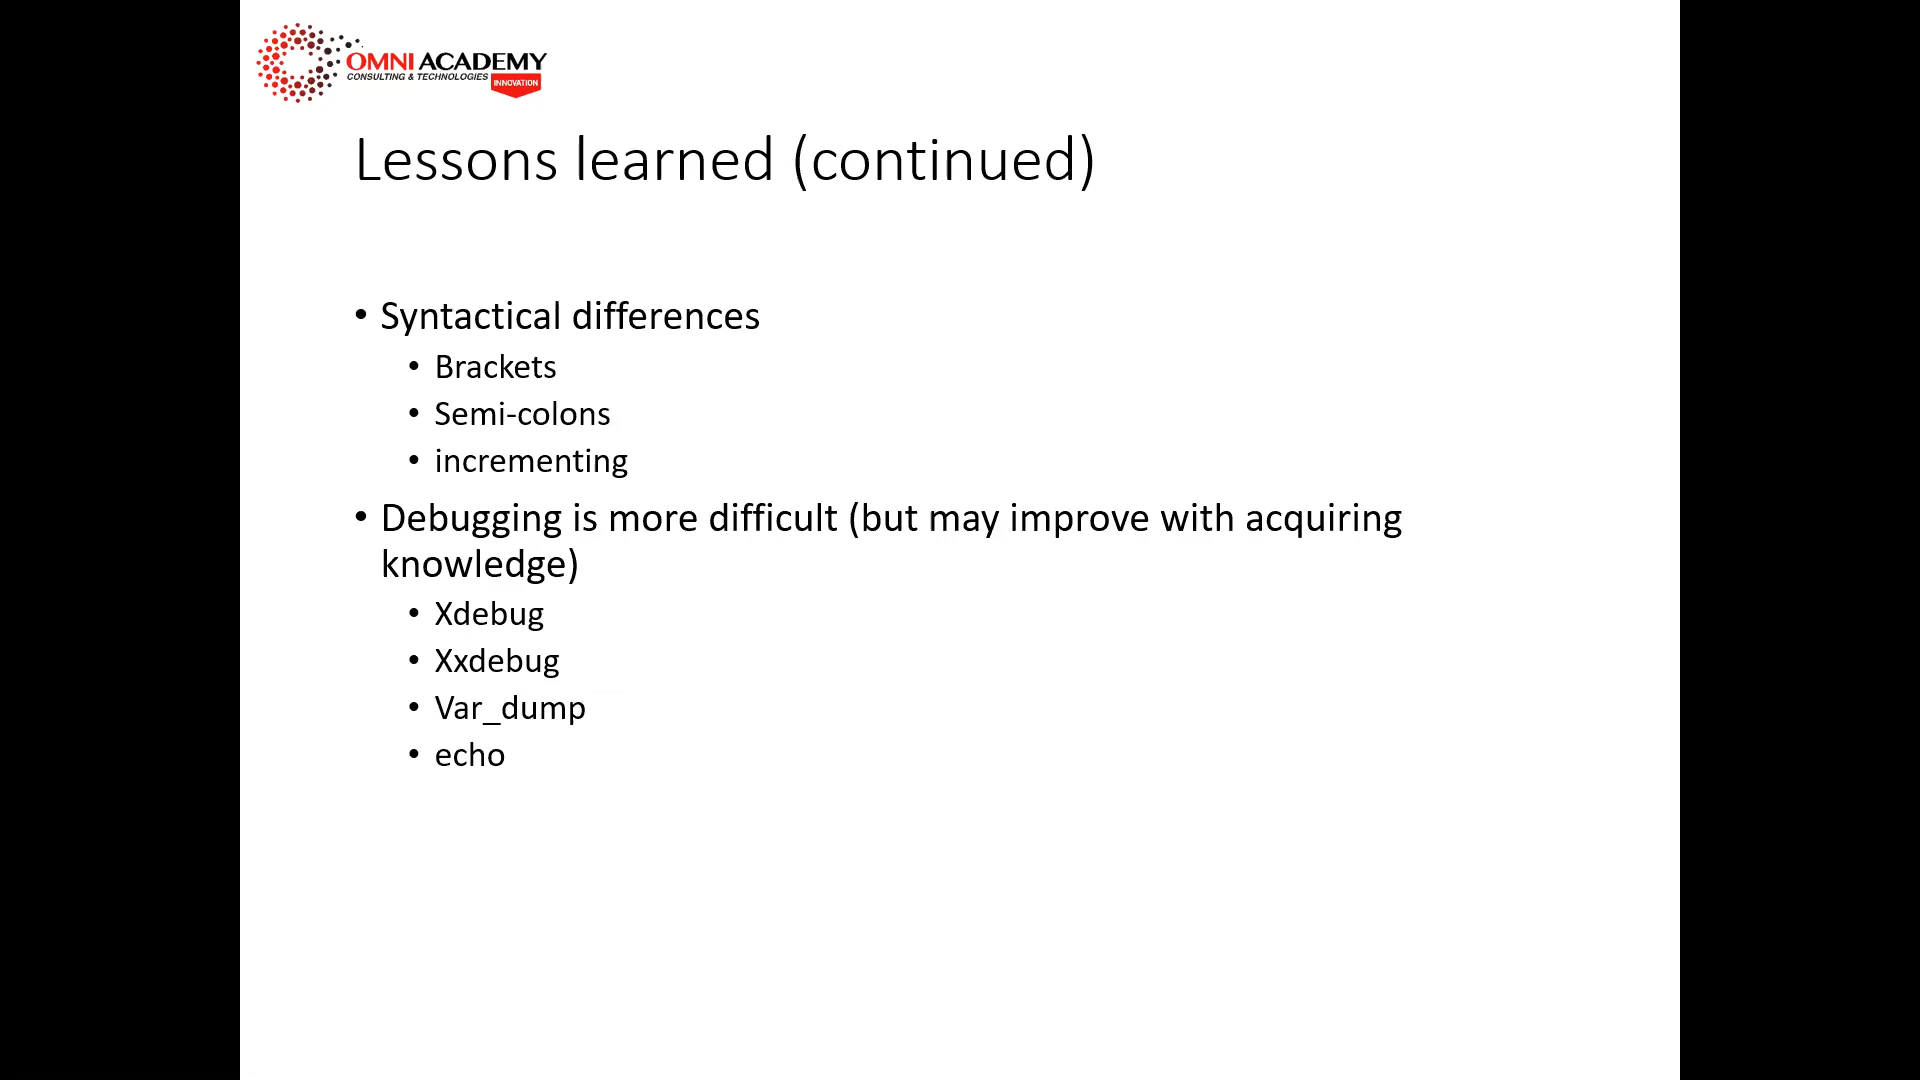 OMNI ACADEMY
CONSULTING & TECHNOLOGIES
INNOVATION
Lessons learned (continued)
• Syntactical differences
• Brackets
• Semi-colons
• incrementing
• Debugging is more difficult (but may improve with acquiring
knowledge)
• Xdebug
• Xxdebug
• Var_dump
• echo